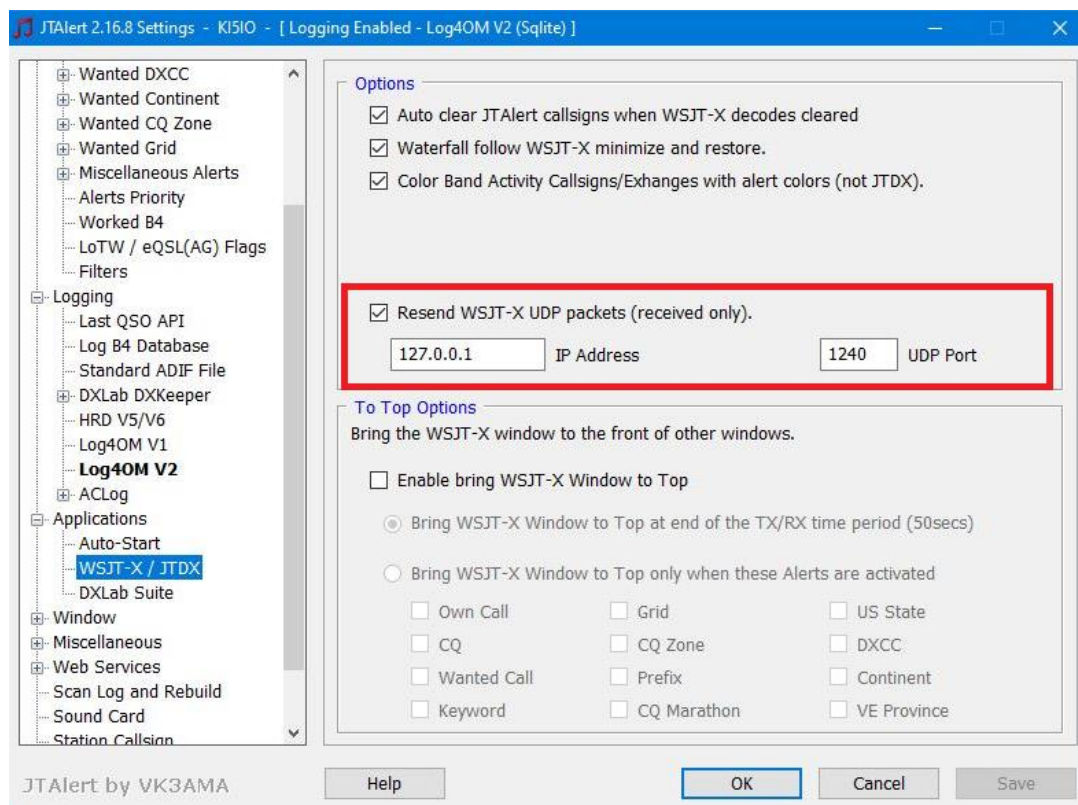 JTAlert 2.16.8 Settings - KI5IO - [ Logging Enabled - Log4OM V2 (Sqlite) ]
Wanted DXCC
Wanted Continent
Wanted CQ Zone
Wanted Grid
Miscellaneous Alerts
Alerts Priority
Worked B4
LoTW / eQSL(AG) Flags
Filters
Logging
Last QSO API
Log B4 Database
Standard ADIF File
DXLab DXKeeper
HRD V5/V6
Log4OM V1
Log4OM V2
ACLog
Applications
Auto-Start
WSJT-X / JTDX
DXLab Suite
Window
Miscellaneous
Web Services
Scan Log and Rebuild
Sound Card
Station Callsign
Options
Auto clear JTAlert callsigns when WSJT-X decodes cleared
Waterfall follow WSJT-X minimize and restore.
Color Band Activity Callsigns/Exhanges with alert colors (not JTDX).
Resend WSJT-X UDP packets (received only).
127.0.0.1 IP Address 1240 UDP Port
To Top Options
Bring the WSJT-X window to the front of other windows.
Enable bring WSJT-X Window to Top
Bring WSJT-X Window to Top at end of the TX/RX time period (50secs)
Bring WSJT-X Window to Top only when these Alerts are activated
Own Call Grid US State
CQ CQ Zone DXCC
Wanted Call Prefix Continent
Keyword CQ Marathon VE Province
JTAlert by VK3AMA Help OK Cancel Save